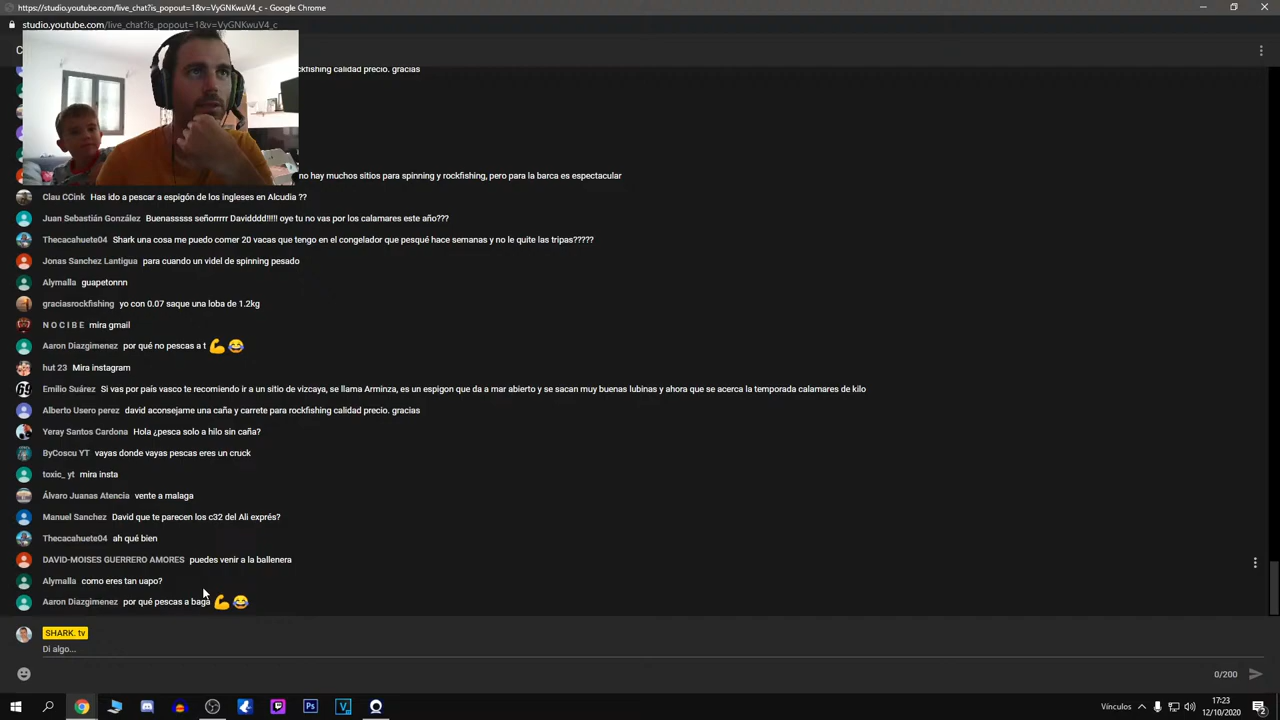 https://studio.youtube.com/live_chat?is_popout=1&v=VyGNKwuV4_c - Google Chrome
studio.youtube.com/live_chat?is_popout=1&v=VyGNKwuV4_c
ckfishing calidad precio. gracias
no hay muchos sitios para spinning y rockfishing, pero para la barca es espectacular
Clau CCink Has ido a pescar a espigón de los ingleses en Alcudia ??
Juan Sebastián González Buenasssss señorrrrr Davidddd!!!!! oye tu no vas por los calamares este año???
Thecacahuete04 Shark una cosa me puedo comer 20 vacas que tengo en el congelador que pesqué hace semanas y no le quite las tripas?????
Jonas Sanchez Lantigua para cuando un videl de spinning pesado
Alymalla guapetonnn
graciasrockfishing yo con 0.07 saque una loba de 1.2kg
N O C I B E mira gmail
Aaron Diazgimenez por qué no pescas a t 💪😂
hut 23 Mira instagram
Emilio Suárez Si vas por país vasco te recomiendo ir a un sitio de vizcaya, se llama Arminza, es un espigon que da a mar abierto y se sacan muy buenas lubinas y ahora que se acerca la temporada calamares de kilo
Alberto Usero perez david aconsejame una caña y carrete para rockfishing calidad precio. gracias
Yeray Santos Cardona Hola ¿pesca solo a hilo sin caña?
ByCoscu YT vayas donde vayas pescas eres un cruck
toxic_ yt mira insta
Álvaro Juanas Atencia vente a malaga
Manuel Sanchez David que te parecen los c32 del Ali exprés?
Thecacahuete04 ah qué bien
DAVID-MOISES GUERRERO AMORES puedes venir a la ballenera
Alymalla como eres tan uapo?
Aaron Diazgimenez por qué pescas a baga 💪😂
SHARK. tv
Di algo...
0/200
Vínculos
17:23
12/10/2020
2